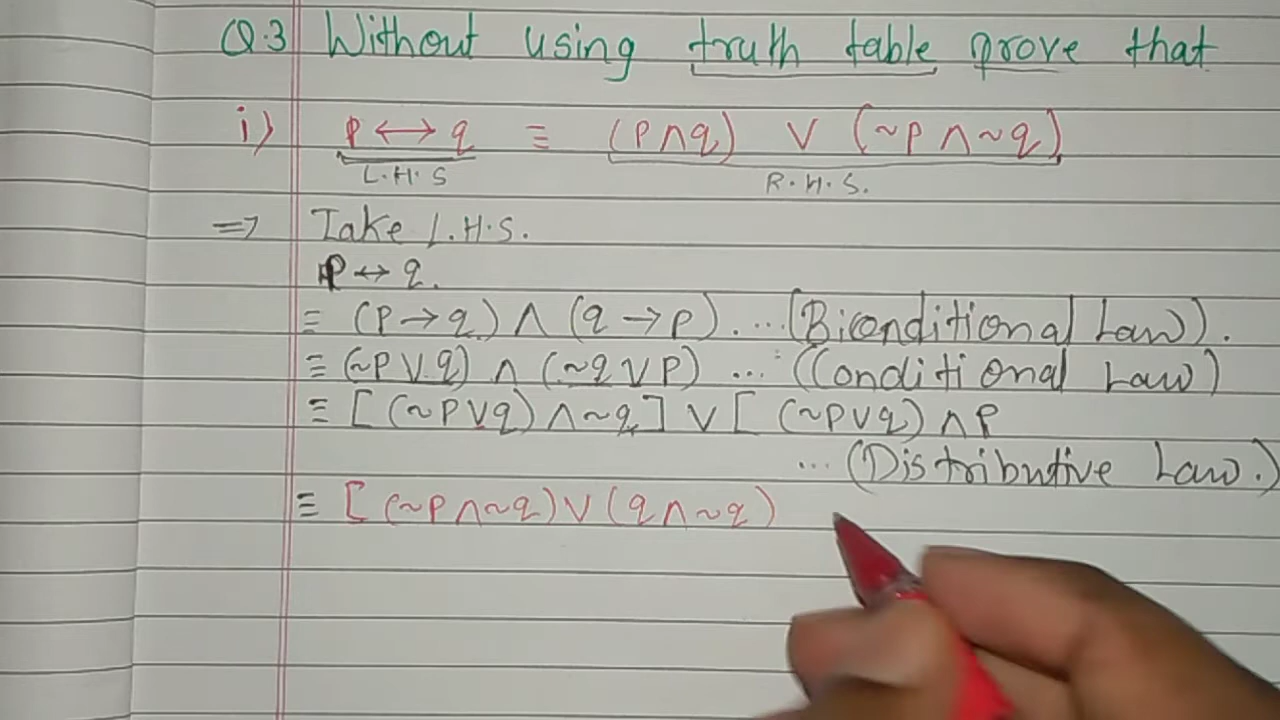 Q.3 Without using truth table prove that
i) p ↔ q ≡ (p∧q) ∨ (~p ∧ ~q)
L.H.S R.H.S.
⇒ Take L.H.S.
p ↔ q.
≡ (p → q) ∧ (q → p). ...(Biconditional Law).
≡ (~p ∨ q) ∧ (~q ∨ p) ... (Conditional Law)
≡ [ (~p ∨ q) ∧ ~q ] ∨ [ (~p ∨ q) ∧ p
... (Distributive Law.)
≡ [ (~p ∧ ~q) ∨ (q ∧ ~q)